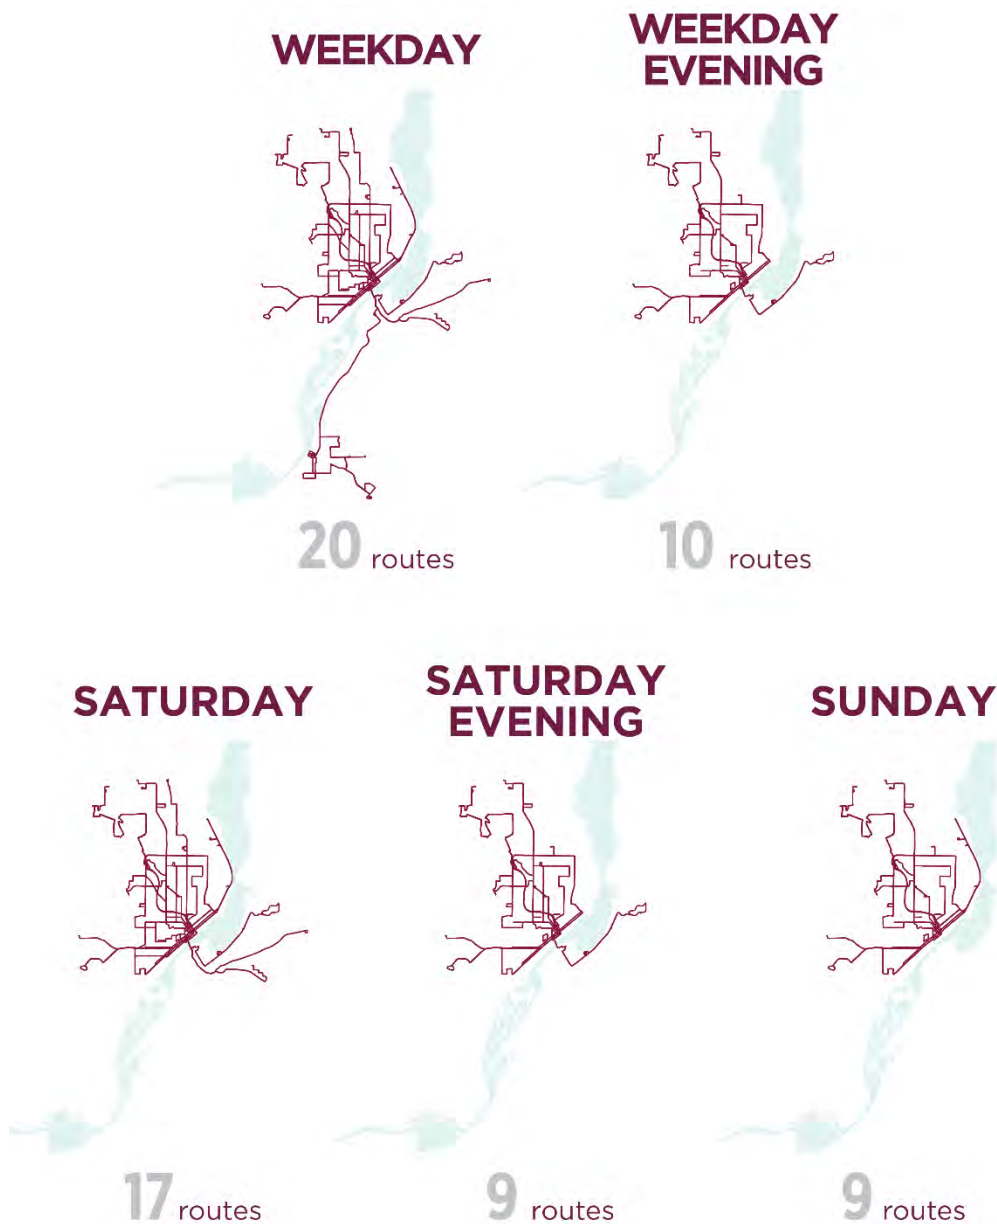 WEEKDAY
WEEKDAY
EVENING
20 routes
10 routes
SATURDAY
SATURDAY
EVENING
SUNDAY
17 routes
9 routes
9 routes